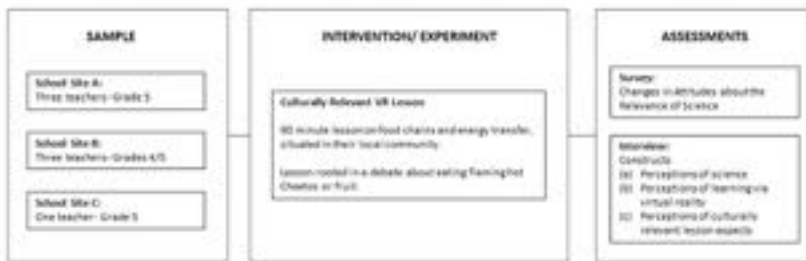 SAMPLE
School Site A:
Three teachers- Grade 5
School Site B:
Three teachers- Grades 4/5
School Site C:
One teacher- Grade 5
INTERVENTION/ EXPERIMENT
Culturally Relevant VR Lesson
90 minute lesson on food chains and energy transfer,
situated in their local community.
Lesson rooted in a debate about eating flaming hot
Cheetos or fruit.
ASSESSMENTS
Survey:
Changes in Attitudes about the
Relevance of Science
Interview:
Constructs
(a) Perceptions of science
(b) Perceptions of learning via
virtual reality
(c) Perceptions of culturally
relevant lesson aspects